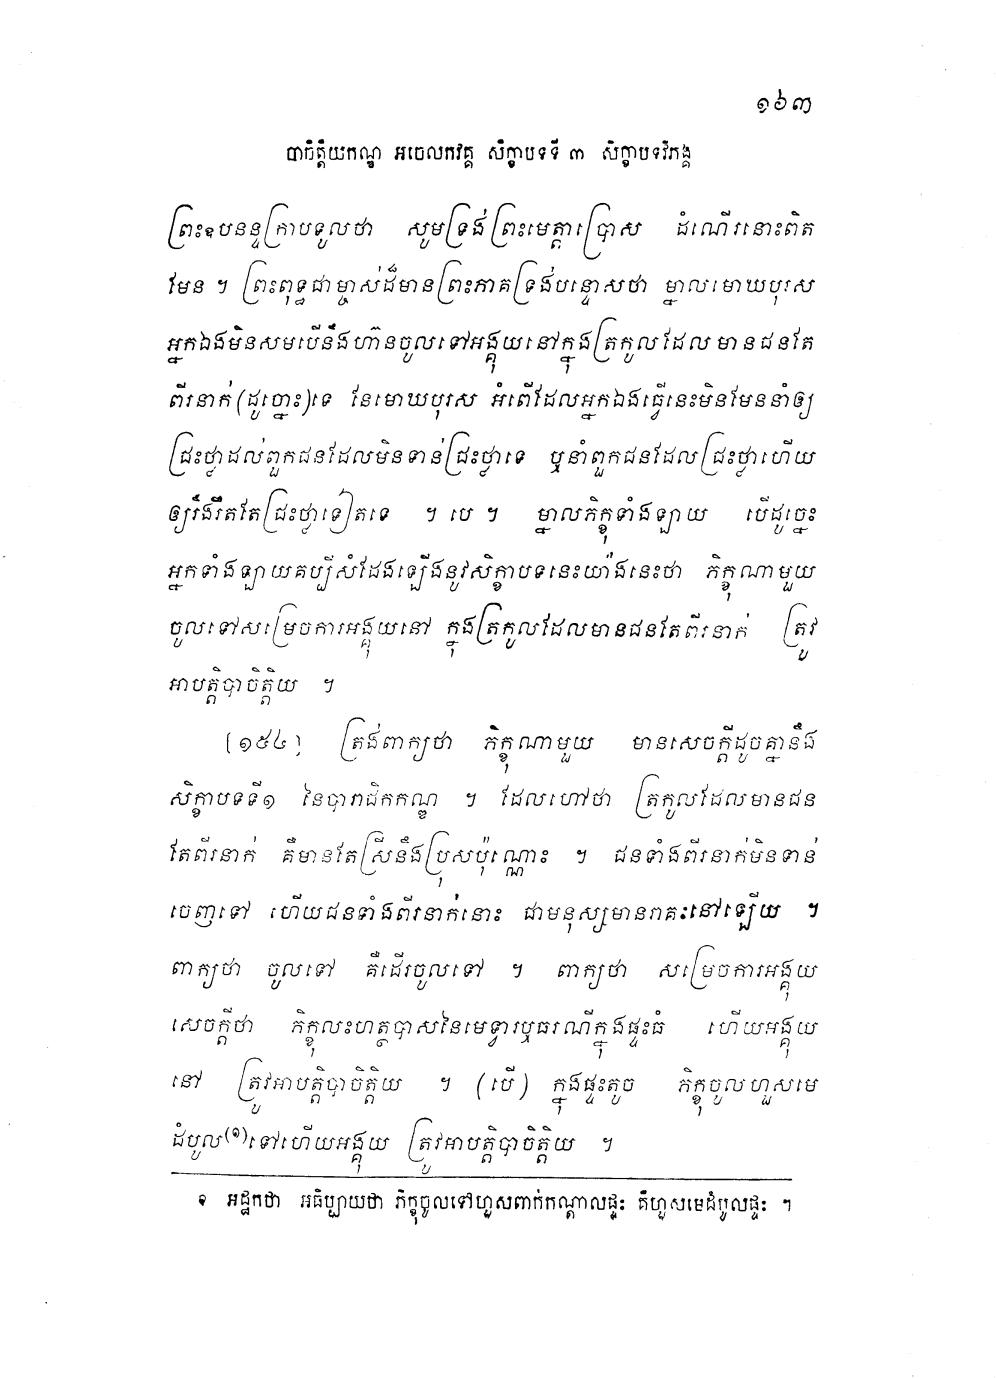 ១៦៣
បាចិត្តិយកណ្ឌ អចេលកវគ្គ សិក្ខាបទទី ៣ សិក្ខាបទវិភង្គ
ព្រះឧបនន្ទក្រាបទូលថា សូមទ្រង់ព្រះមេត្តាប្រោស ដំណើរនោះពិត
មែន ។ ព្រះពុទ្ធជាម្ចាស់ដ៏មានព្រះភាគទ្រង់បន្ទោសថា ម្នាលមោឃបុរស
អ្នកឯងមិនសមបើនឹងហ៊ានចូលទៅអង្គុយនៅក្នុងត្រកូលដែលមានជនតែ
ពីរនាក់(ដូច្នោះ)ទេ នែមោឃបុរស អំពើដែលអ្នកឯងធ្វើនេះមិនមែននាំឲ្យ
ជ្រះថ្លាដល់ពួកជនដែលមិនទាន់ជ្រះថ្លាទេ ឬនាំពួកជនដែលជ្រះថ្លាហើយ
ឲ្យរឹងរឹតតែជ្រះថ្លាទៀតទេ ។ បេ ។ ម្នាលភិក្ខុទាំងឡាយ បើដូច្នេះ
អ្នកទាំងឡាយគប្បីសំដែងឡើងនូវសិក្ខាបទនេះយ៉ាងនេះថា ភិក្ខុណាមួយ
ចូលទៅសម្រេចការអង្គុយនៅ ក្នុងត្រកូលដែលមានជនតែពីរនាក់ ត្រូវ
អាបត្តិបាចិត្តិយ ។
[១៥៤] ត្រង់ពាក្យថា ភិក្ខុណាមួយ មានសេចក្តីដូចគ្នានឹង
សិក្ខាបទទី១ នៃបារាជិកកណ្ឌ ។ ដែលហៅថា ត្រកូលដែលមានជន
តែពីរនាក់ គឺមានតែស្រីនឹងប្រុសប៉ុណ្ណោះ ។ ជនទាំងពីរនាក់មិនទាន់
ចេញទៅ ហើយជនទាំងពីរនាក់នោះ ជាមនុស្សមានរាគៈនៅឡើយ ។
ពាក្យថា ចូលទៅ គឺដើរចូលទៅ ។ ពាក្យថា សម្រេចការអង្គុយ
សេចក្តីថា ភិក្ខុលះហត្ថបាសនៃមេទ្វារឬធរណីក្នុងផ្ទះធំ ហើយអង្គុយ
នៅ ត្រូវអាបត្តិបាចិត្តិយ ។ (បើ) ក្នុងផ្ទះតូច ភិក្ខុចូលហួសមេ
ដំបូល(១)ទៅហើយអង្គុយ ត្រូវអាបត្តិបាចិត្តិយ ។
១ អដ្ឋកថា អធិប្បាយថា ភិក្ខុចូលទៅហួសពាក់កណ្តាលផ្ទះ គឺហួសមេដំបូលផ្ទះ ។